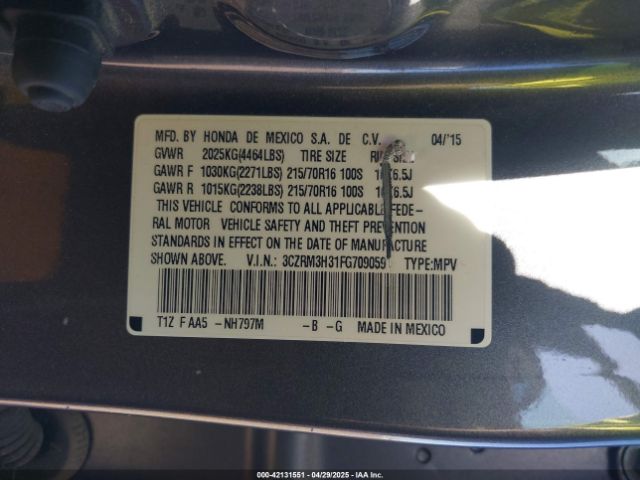 MFD. BY HONDA DE MEXICO S.A. DE C.V. 04/'15
GVWR 2025KG(4464LBS) TIRE SIZE
GAWR F 1030KG(2271LBS) 215/70R16 100S
GAWR R 1015KG(2238LBS) 215/70R16 100S
THIS VEHICLE CONFORMS TO ALL APPLICABLE FEDE-
RAL MOTOR VEHICLE SAFETY AND THEFT PREVENTION
STANDARDS IN EFFECT ON THE DATE OF MANUFACTURE
SHOWN ABOVE. V.I.N.: 3CZRM3H31FG709059 TYPE:MPV
T1Z F AA5 -NH797M -B -G MADE IN MEXICO
000-42131551 | 04/29/2025 - IAA Inc.